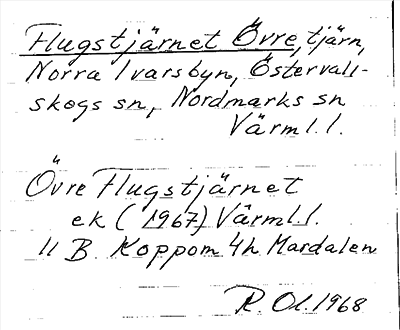 Flugstjärnet Övre, tjärn,
Norra Ivarsbyn, Östervall-
skogs sn, Nordmarks sn
Värml. l.
Övre Flugstjärnet
ek (1967) Värml. l.
11 B. Koppom 4h Mardalen
R. Ol. 1968